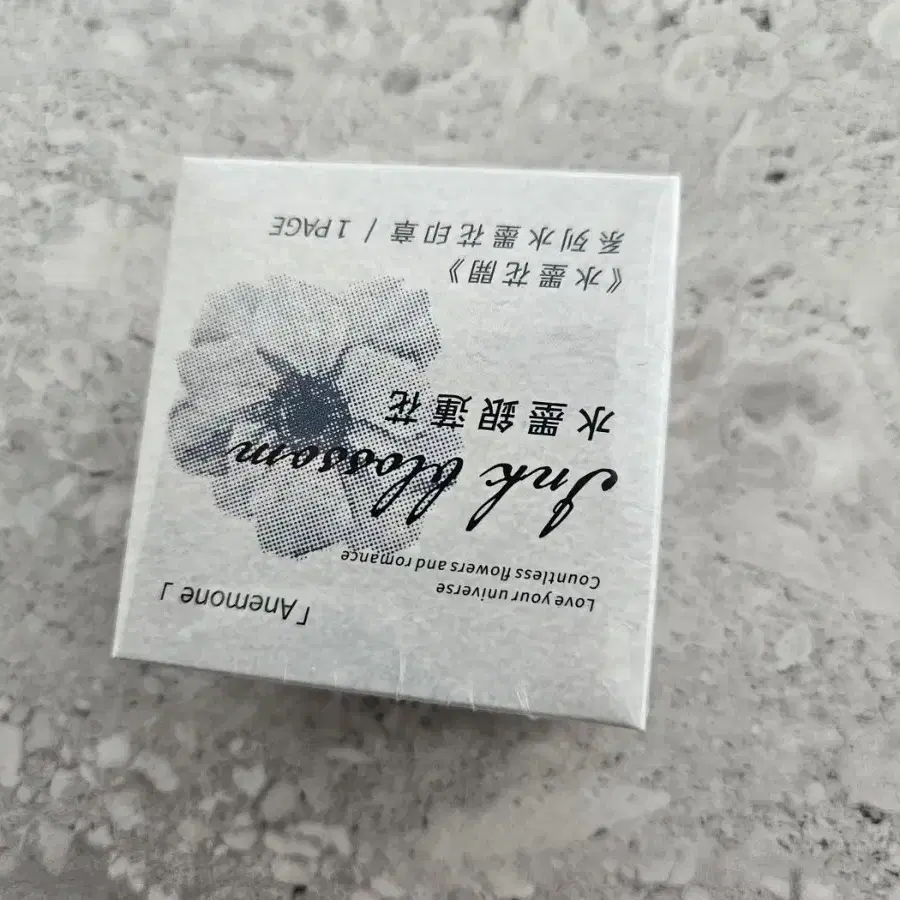 「Anemone」
Love your universe
Countless flowers and romance
Ink blossom
水墨銀蓮花
《水墨花開》
系列水墨花印章 / 1 PAGE